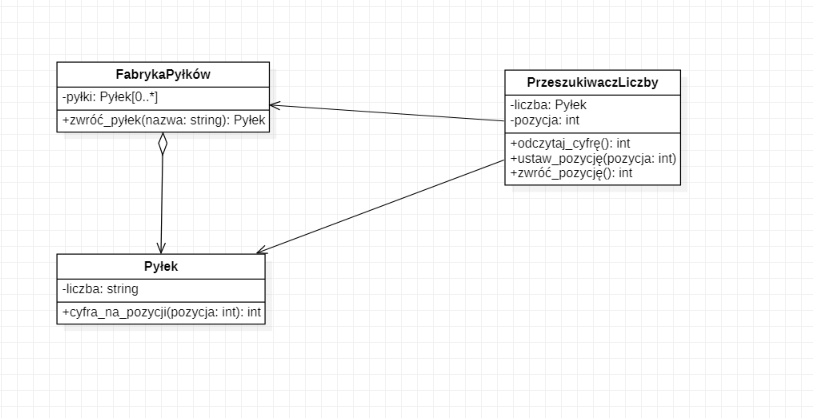 FabrykaPyłków
-pyłki: Pyłek[0..*]
+zwróć_pyłek(nazwa: string): Pyłek
PrzeszukiwaczLiczby
-liczba: Pyłek
-pozycja: int
+odczytaj_cyfrę(): int
+ustaw_pozycję(pozycja: int)
+zwróć_pozycję(): int
Pyłek
-liczba: string
+cyfra_na_pozycji(pozycja: int): int